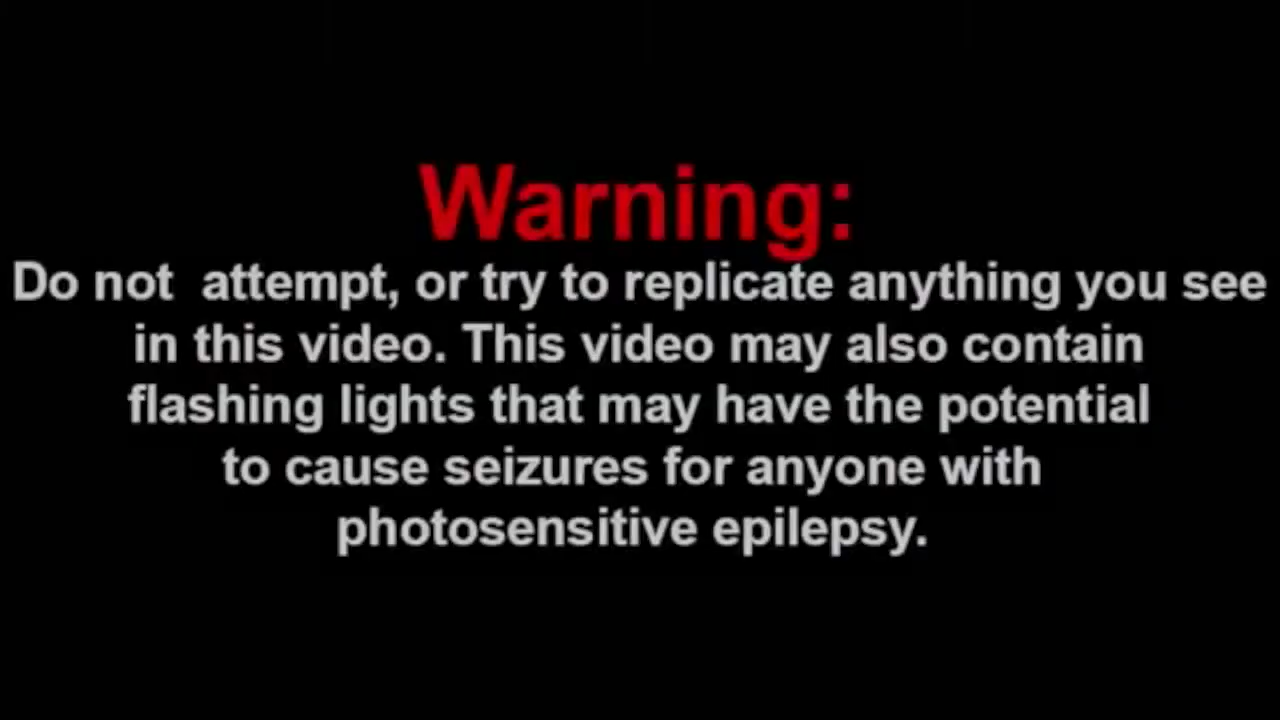 Warning:
Do not  attempt, or try to replicate anything you see
in this video. This video may also contain
flashing lights that may have the potential
to cause seizures for anyone with
photosensitive epilepsy.